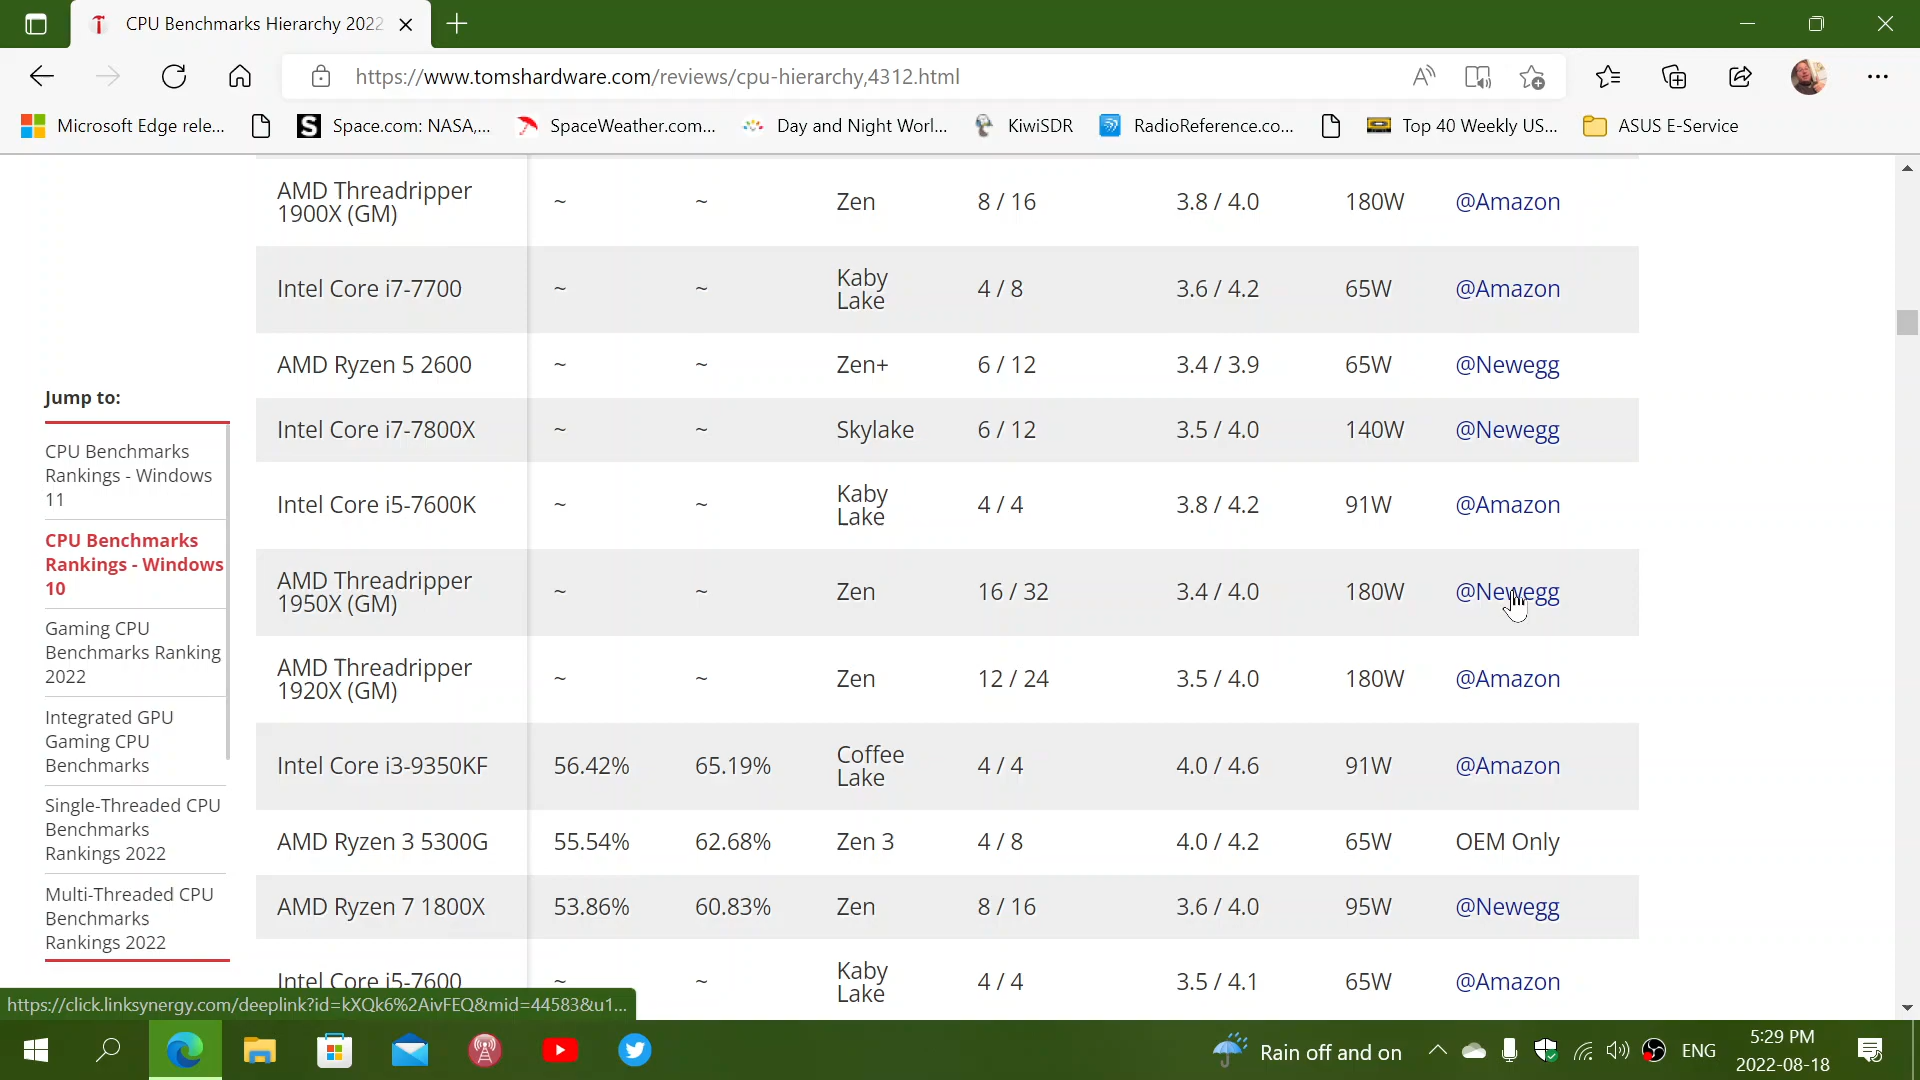 CPU Benchmarks Hierarchy 2022
https://www.tomshardware.com/reviews/cpu-hierarchy,4312.html
Microsoft Edge rele... Space.com: NASA,... SpaceWeather.com... Day and Night Worl... KiwiSDR RadioReference.co... Top 40 Weekly US... ASUS E-Service
AMD Threadripper
1900X (GM) ~ ~ Zen 8 / 16 3.8 / 4.0 180W @Amazon
Intel Core i7-7700 ~ ~ Kaby
Lake 4 / 8 3.6 / 4.2 65W @Amazon
AMD Ryzen 5 2600 ~ ~ Zen+ 6 / 12 3.4 / 3.9 65W @Newegg
Intel Core i7-7800X ~ ~ Skylake 6 / 12 3.5 / 4.0 140W @Newegg
Intel Core i5-7600K ~ ~ Kaby
Lake 4 / 4 3.8 / 4.2 91W @Amazon
AMD Threadripper
1950X (GM) ~ ~ Zen 16 / 32 3.4 / 4.0 180W @Newegg
AMD Threadripper
1920X (GM) ~ ~ Zen 12 / 24 3.5 / 4.0 180W @Amazon
Intel Core i3-9350KF 56.42% 65.19% Coffee
Lake 4 / 4 4.0 / 4.6 91W @Amazon
AMD Ryzen 3 5300G 55.54% 62.68% Zen 3 4 / 8 4.0 / 4.2 65W OEM Only
AMD Ryzen 7 1800X 53.86% 60.83% Zen 8 / 16 3.6 / 4.0 95W @Newegg
Intel Core i5-7600 ~ ~ Kaby
Lake 4 / 4 3.5 / 4.1 65W @Amazon
Jump to:
CPU Benchmarks
Rankings - Windows
11
CPU Benchmarks
Rankings - Windows
10
Gaming CPU
Benchmarks Ranking
2022
Integrated GPU
Gaming CPU
Benchmarks
Single-Threaded CPU
Benchmarks
Rankings 2022
Multi-Threaded CPU
Benchmarks
Rankings 2022
https://click.linksynergy.com/deeplink?id=kXQk6%2AivFEQ&mid=44583&u1...
Rain off and on ENG 5:29 PM
2022-08-18